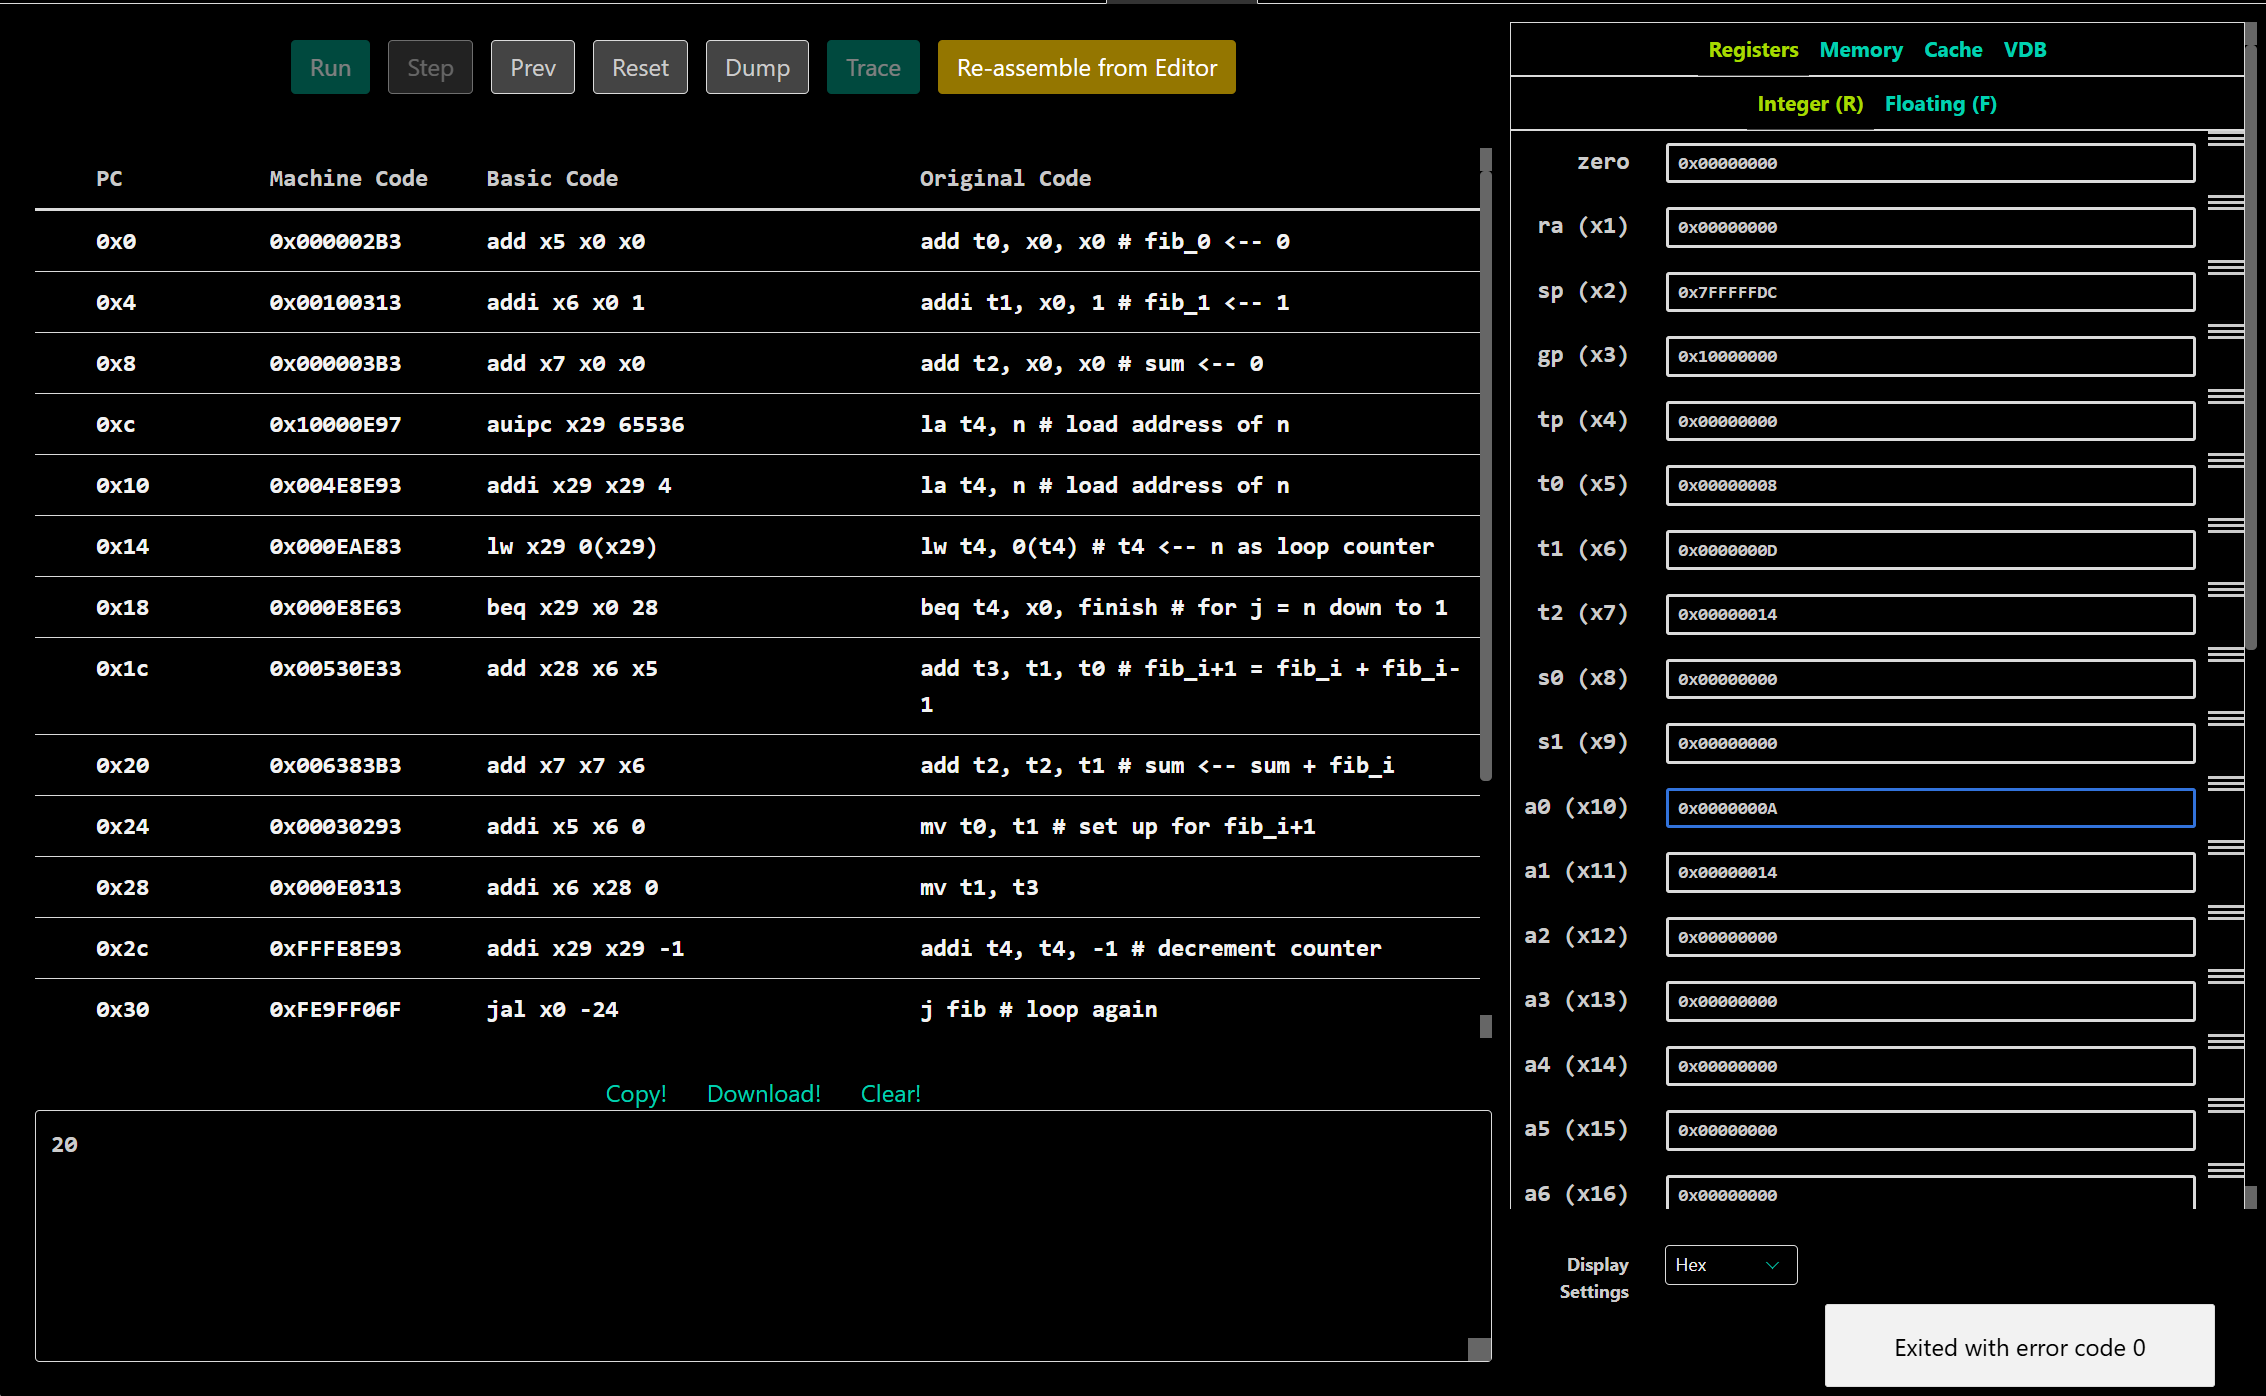 Run Step Prev Reset Dump Trace Re-assemble from Editor
PC Machine Code Basic Code Original Code
0x0 0x000002B3 add x5 x0 x0 add t0, x0, x0 # fib_0 <-- 0
0x4 0x00100313 addi x6 x0 1 addi t1, x0, 1 # fib_1 <-- 1
0x8 0x000003B3 add x7 x0 x0 add t2, x0, x0 # sum <-- 0
0xc 0x10000E97 auipc x29 65536 la t4, n # load address of n
0x10 0x004E8E93 addi x29 x29 4 la t4, n # load address of n
0x14 0x000EAE83 lw x29 0(x29) lw t4, 0(t4) # t4 <-- n as loop counter
0x18 0x000E8E63 beq x29 x0 28 beq t4, x0, finish # for j = n down to 1
0x1c 0x00530E33 add x28 x6 x5 add t3, t1, t0 # fib_i+1 = fib_i + fib_i-
1
0x20 0x006383B3 add x7 x7 x6 add t2, t2, t1 # sum <-- sum + fib_i
0x24 0x00030293 addi x5 x6 0 mv t0, t1 # set up for fib_i+1
0x28 0x000E0313 addi x6 x28 0 mv t1, t3
0x2c 0xFFFE8E93 addi x29 x29 -1 addi t4, t4, -1 # decrement counter
0x30 0xFE9FF06F jal x0 -24 j fib # loop again
Copy! Download! Clear!
20
Registers Memory Cache VDB
Integer (R) Floating (F)
zero 0x00000000
ra (x1) 0x00000000
sp (x2) 0x7FFFFFDC
gp (x3) 0x10000000
tp (x4) 0x00000000
t0 (x5) 0x00000008
t1 (x6) 0x0000000D
t2 (x7) 0x00000014
s0 (x8) 0x00000000
s1 (x9) 0x00000000
a0 (x10) 0x0000000A
a1 (x11) 0x00000014
a2 (x12) 0x00000000
a3 (x13) 0x00000000
a4 (x14) 0x00000000
a5 (x15) 0x00000000
a6 (x16) 0x00000000
Display Settings Hex
Exited with error code 0